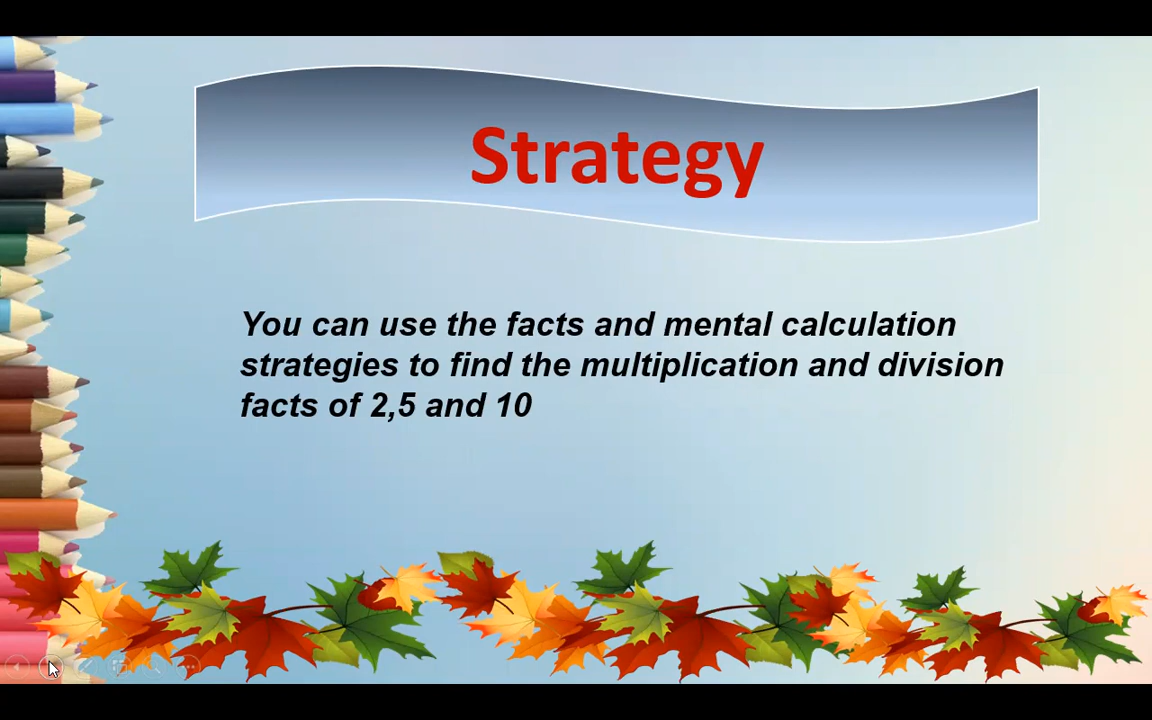 Strategy
You can use the facts and mental calculation
strategies to find the multiplication and division
facts of 2,5 and 10